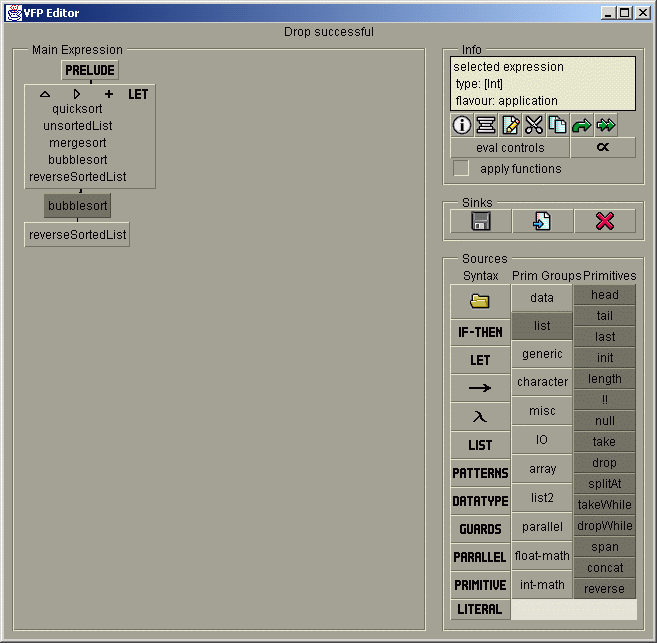 VFP Editor
Drop successful
Main Expression
PRELUDE
+ LET
quicksort
unsortedList
mergesort
bubblesort
reverseSortedList
bubblesort
reverseSortedList
Info
selected expression
type: [Int]
flavour: application
eval controls
α
apply functions
Sinks
Sources
Syntax Prim Groups Primitives
IF-THEN
LET
→
λ
LIST
PATTERNS
DATATYPE
GUARDS
PARALLEL
PRIMITIVE
LITERAL
data
list
generic
character
misc
IO
array
list2
parallel
float-math
int-math
head
tail
last
init
length
!!
null
take
drop
splitAt
takeWhile
dropWhile
span
concat
reverse